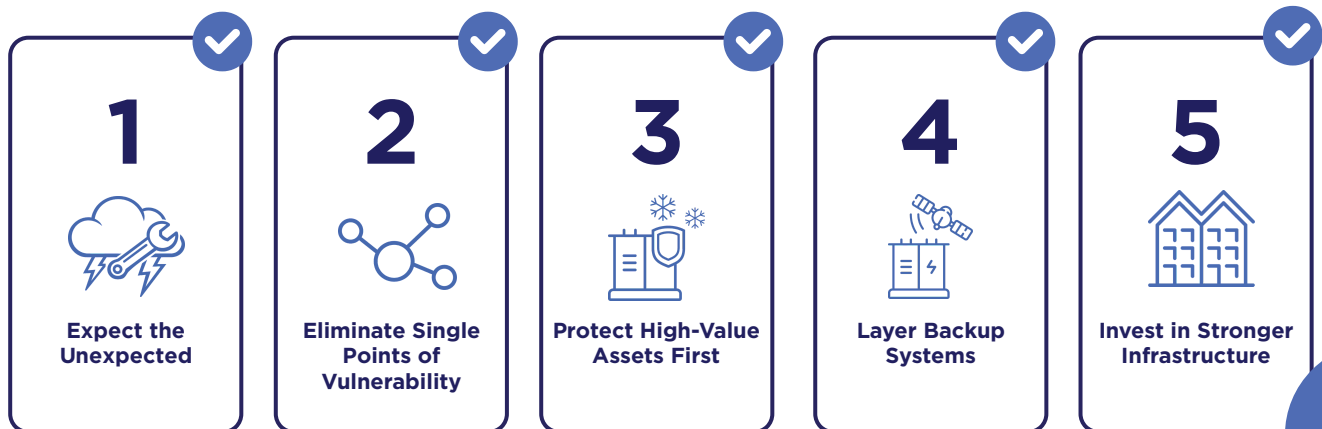 1
Expect the
Unexpected
2
Eliminate Single
Points of
Vulnerability
3
Protect High-Value
Assets First
4
Layer Backup
Systems
5
Invest in Stronger
Infrastructure